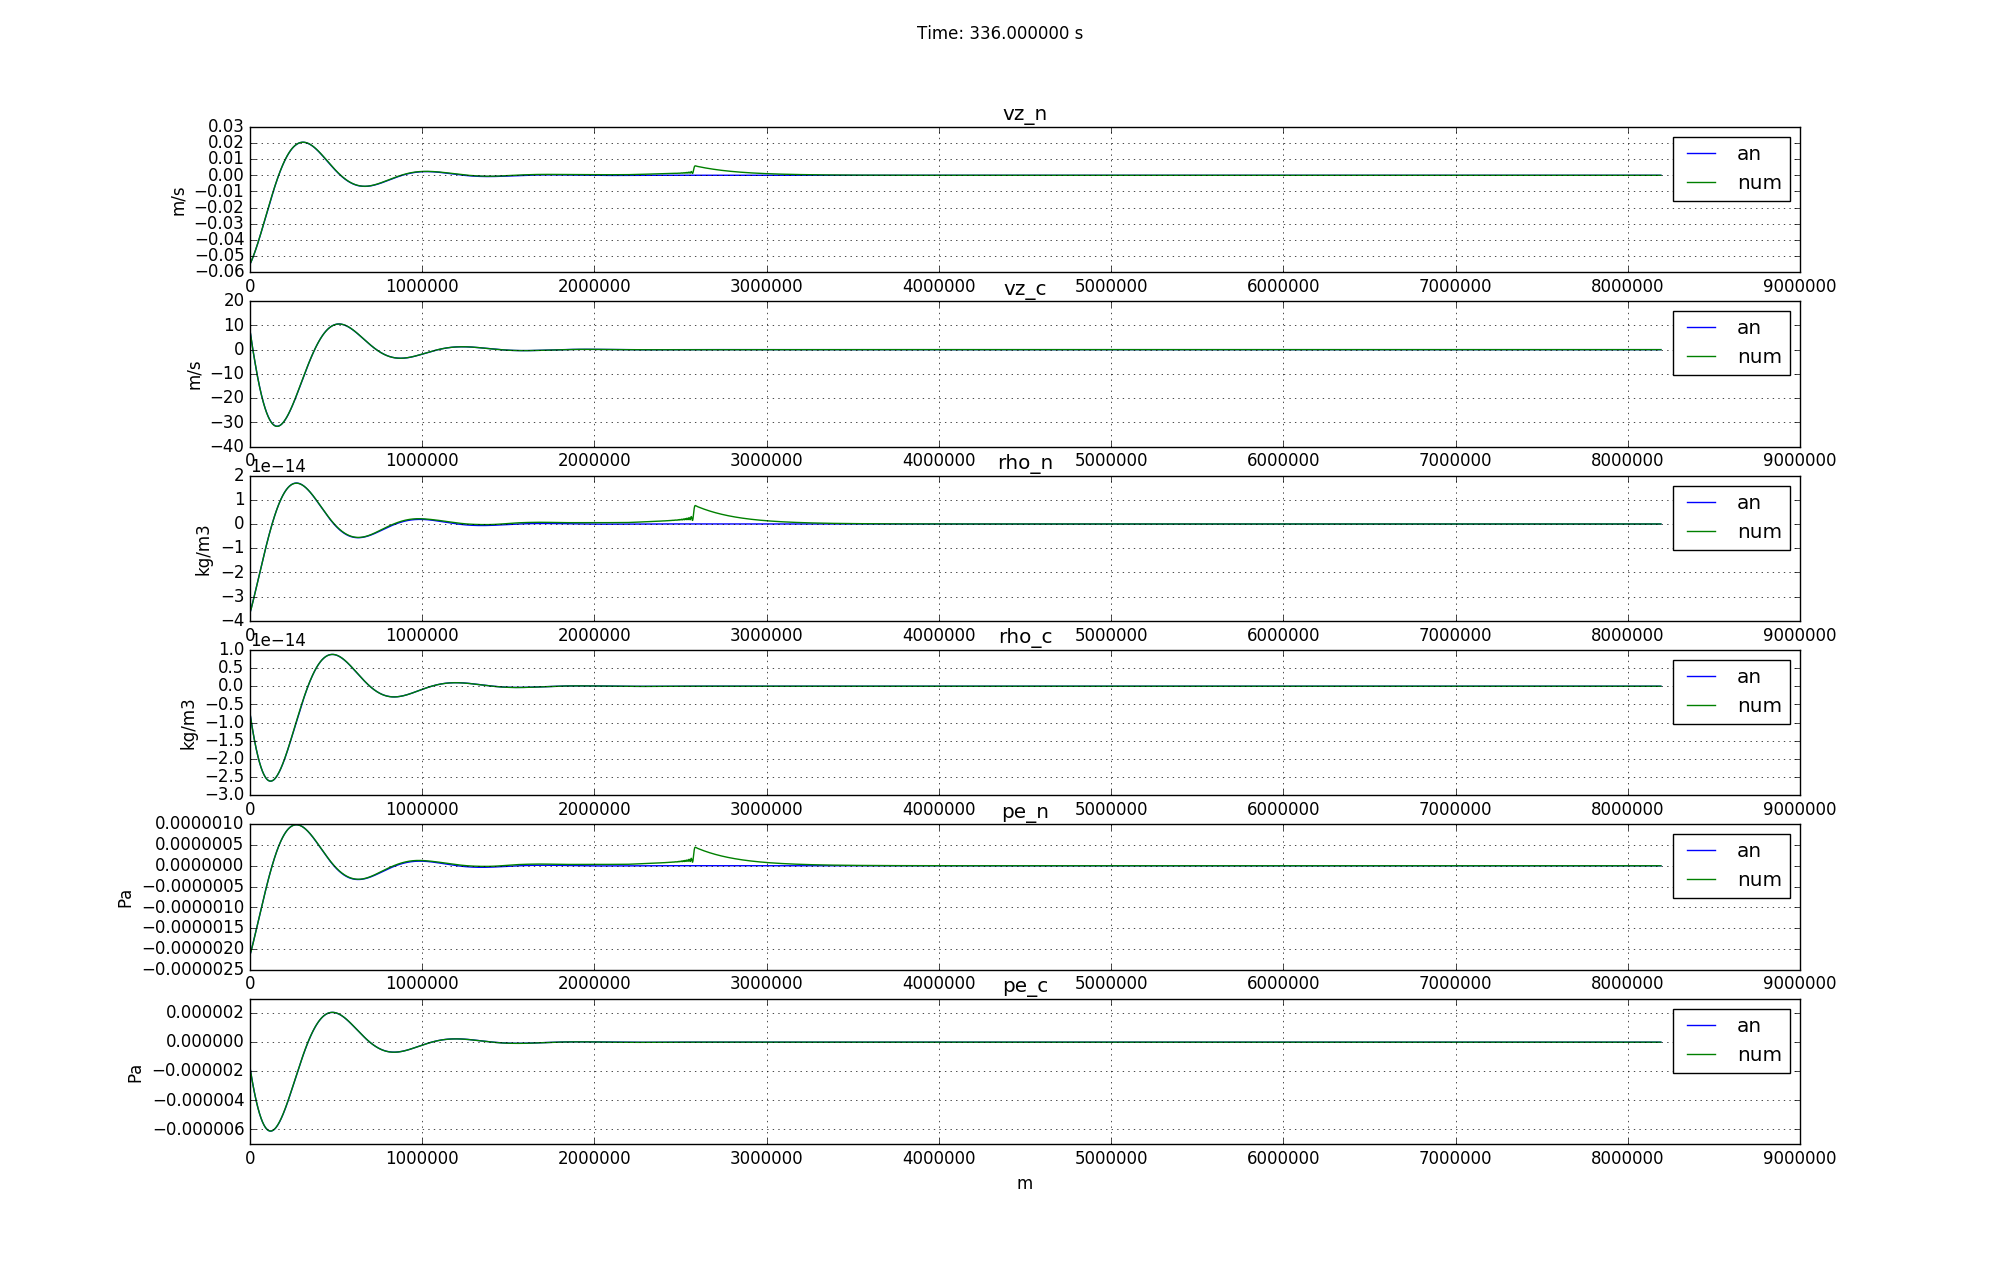 Time: 336.000000 s
vz_n
0.03
0.02
0.01
0.00
−0.01
−0.02
−0.03
−0.04
−0.05
−0.06
m/s
an
num
0 1000000 2000000 3000000 4000000 5000000 6000000 7000000 8000000 9000000
vz_c
20
10
0
−10
−20
−30
−40
m/s
an
num
0 1000000 2000000 3000000 4000000 5000000 6000000 7000000 8000000 9000000
1e−14
rho_n
2
1
0
−1
−2
−3
−4
kg/m3
an
num
0 1000000 2000000 3000000 4000000 5000000 6000000 7000000 8000000 9000000
1e−14
rho_c
1.0
0.5
0.0
−0.5
−1.0
−1.5
−2.0
−2.5
−3.0
kg/m3
an
num
0 1000000 2000000 3000000 4000000 5000000 6000000 7000000 8000000 9000000
pe_n
0.0000010
0.0000005
0.0000000
−0.0000005
−0.0000010
−0.0000015
−0.0000020
−0.0000025
Pa
an
num
0 1000000 2000000 3000000 4000000 5000000 6000000 7000000 8000000 9000000
pe_c
0.000002
0.000000
−0.000002
−0.000004
−0.000006
Pa
an
num
0 1000000 2000000 3000000 4000000 5000000 6000000 7000000 8000000 9000000
m